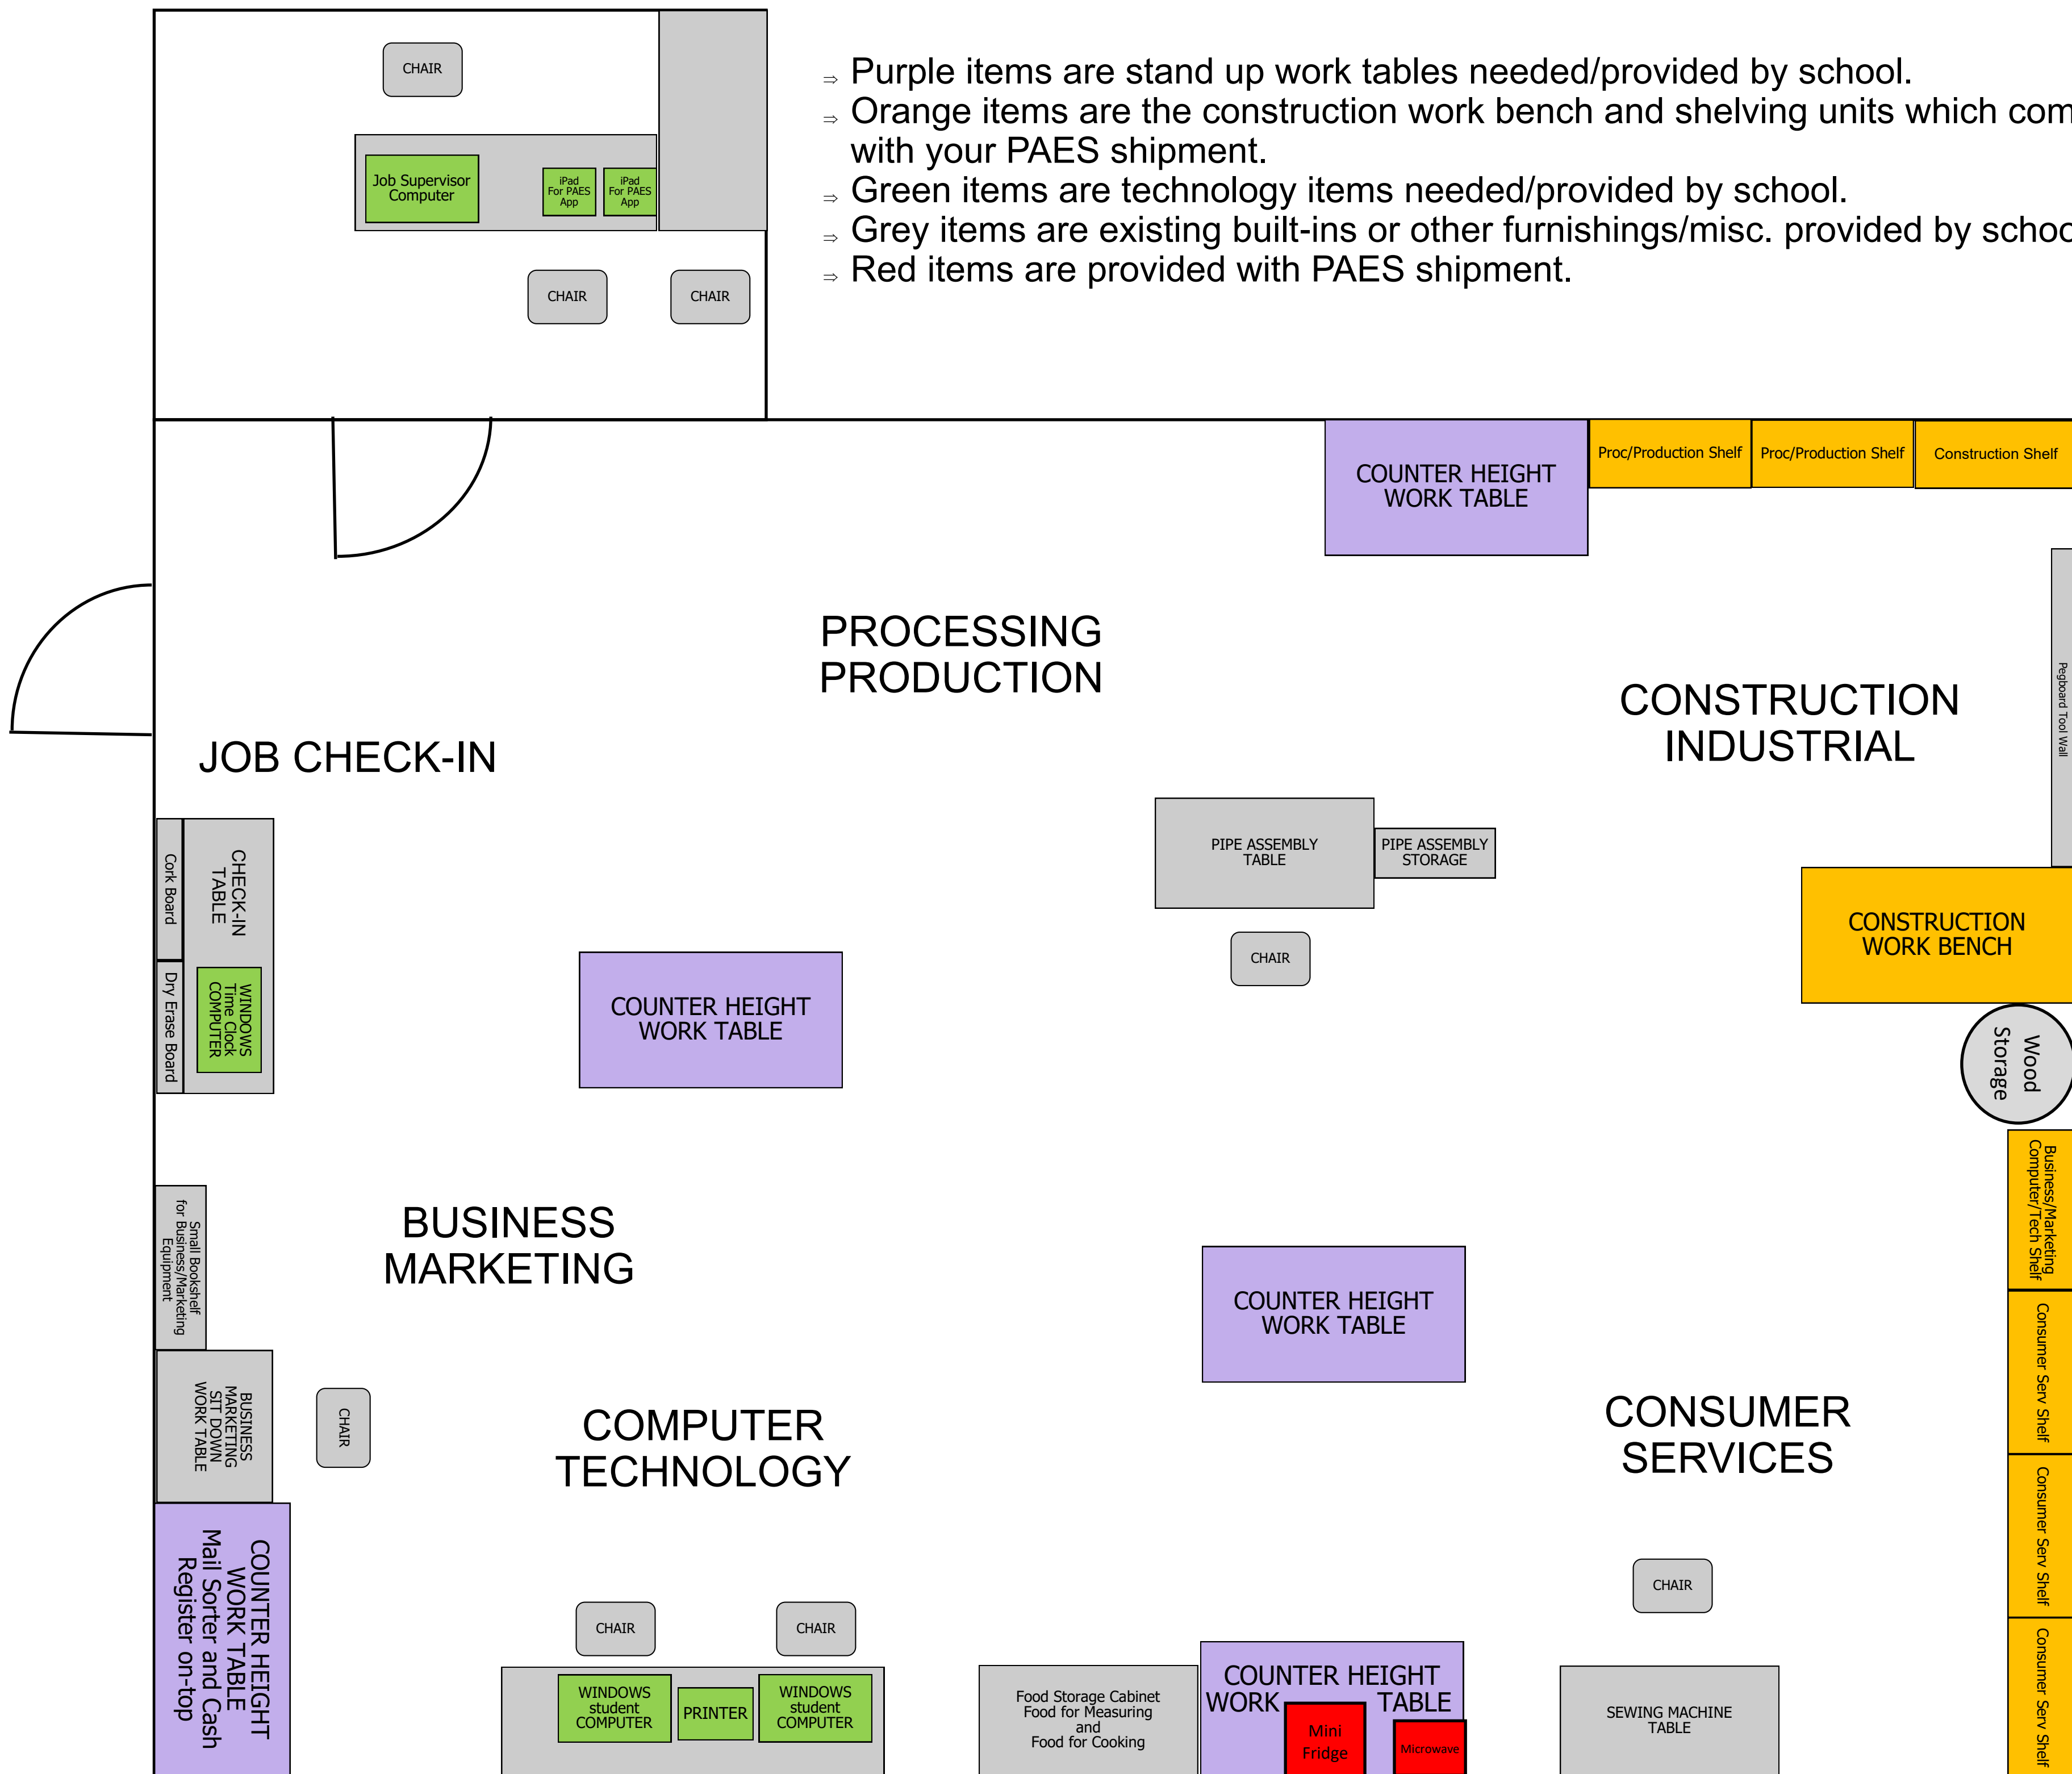 CHAIR
Job Supervisor
Computer
iPad
For PAES
App
iPad
For PAES
App
CHAIR
CHAIR
⇒ Purple items are stand up work tables needed/provided by school.
⇒ Orange items are the construction work bench and shelving units which com
with your PAES shipment.
⇒ Green items are technology items needed/provided by school.
⇒ Grey items are existing built-ins or other furnishings/misc. provided by schoo
⇒ Red items are provided with PAES shipment.
COUNTER HEIGHT
WORK TABLE
Proc/Production Shelf
Proc/Production Shelf
Construction Shelf
PROCESSING
PRODUCTION
CONSTRUCTION
INDUSTRIAL
Pegboard Tool Wall
JOB CHECK-IN
Cork Board
CHECK-IN
TABLE
Dry Erase Board
WINDOWS
Time Clock
COMPUTER
PIPE ASSEMBLY
TABLE
PIPE ASSEMBLY
STORAGE
CHAIR
CONSTRUCTION
WORK BENCH
COUNTER HEIGHT
WORK TABLE
Wood
Storage
Business/Marketing
Computer/Tech Shelf
Small Bookshelf
for Business/Marketing
Equipment
BUSINESS
MARKETING
COUNTER HEIGHT
WORK TABLE
Consumer Serv Shelf
BUSINESS
MARKETING
SIT DOWN
WORK TABLE
CHAIR
COMPUTER
TECHNOLOGY
CONSUMER
SERVICES
Consumer Serv Shelf
COUNTER HEIGHT
WORK TABLE
Mail Sorter and Cash
Register on-top
CHAIR
CHAIR
CHAIR
WINDOWS
student
COMPUTER
PRINTER
WINDOWS
student
COMPUTER
Food Storage Cabinet
Food for Measuring
and
Food for Cooking
COUNTER HEIGHT
WORK TABLE
Mini
Fridge
Microwave
SEWING MACHINE
TABLE
Consumer Serv Shelf